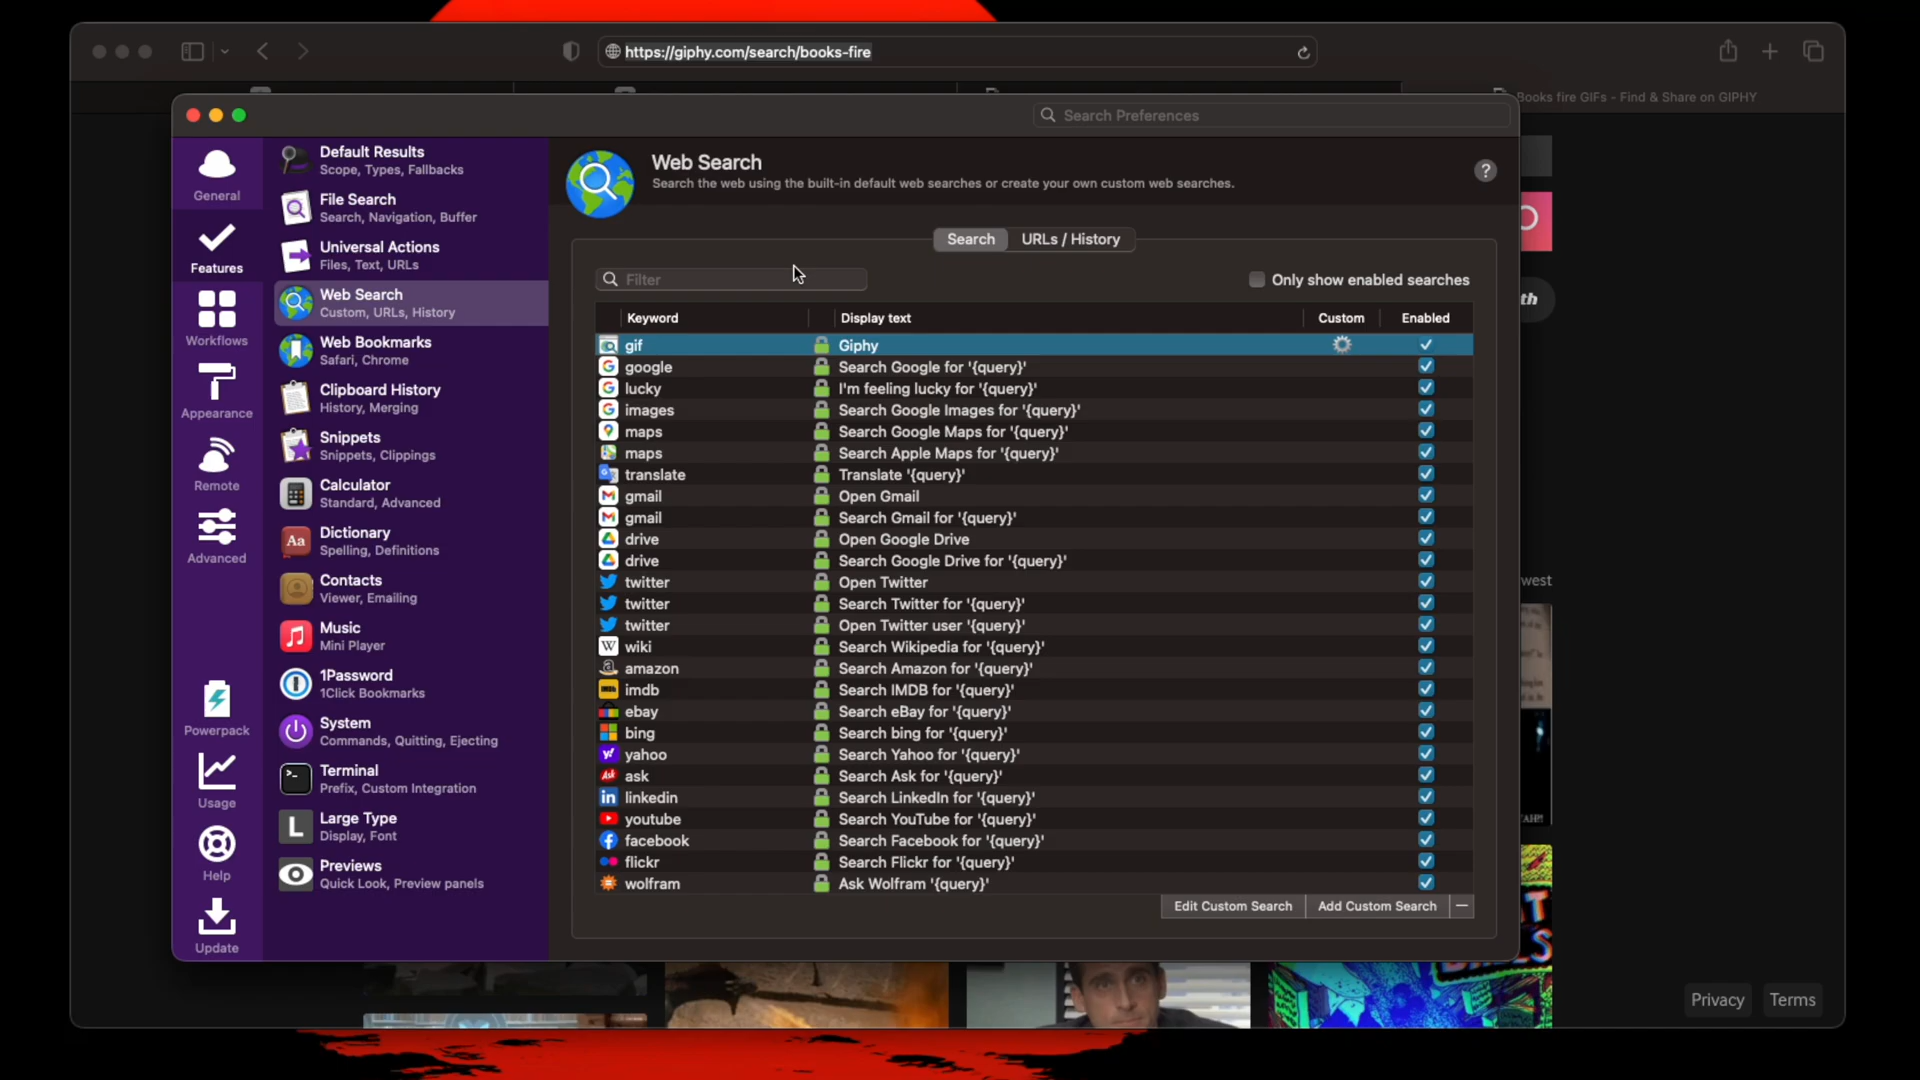 https://giphy.com/search/books-fire
Books fire GIFs - Find & Share on GIPHY
Search Preferences
General
Features
Workflows
Appearance
Remote
Advanced
Powerpack
Usage
Help
Update
Default Results
Scope, Types, Fallbacks
File Search
Search, Navigation, Buffer
Universal Actions
Files, Text, URLs
Web Search
Custom, URLs, History
Web Bookmarks
Safari, Chrome
Clipboard History
History, Merging
Snippets
Snippets, Clippings
Calculator
Standard, Advanced
Dictionary
Spelling, Definitions
Contacts
Viewer, Emailing
Music
Mini Player
1Password
1Click Bookmarks
System
Commands, Quitting, Ejecting
Terminal
Prefix, Custom Integration
Large Type
Display, Font
Previews
Quick Look, Preview panels
Web Search
Search the web using the built-in default web searches or create your own custom web searches.
?
Search URLs / History
Filter
Only show enabled searches
Keyword Display text Custom Enabled
gif Giphy
google Search Google for '{query}'
lucky I'm feeling lucky for '{query}'
images Search Google Images for '{query}'
maps Search Google Maps for '{query}'
maps Search Apple Maps for '{query}'
translate Translate '{query}'
gmail Open Gmail
gmail Search Gmail for '{query}'
drive Open Google Drive
drive Search Google Drive for '{query}'
twitter Open Twitter
twitter Search Twitter for '{query}'
twitter Open Twitter user '{query}'
wiki Search Wikipedia for '{query}'
amazon Search Amazon for '{query}'
imdb Search IMDB for '{query}'
ebay Search eBay for '{query}'
bing Search bing for '{query}'
yahoo Search Yahoo for '{query}'
ask Search Ask for '{query}'
linkedin Search LinkedIn for '{query}'
youtube Search YouTube for '{query}'
facebook Search Facebook for '{query}'
flickr Search Flickr for '{query}'
wolfram Ask Wolfram '{query}'
Edit Custom Search Add Custom Search
th
west
Privacy Terms